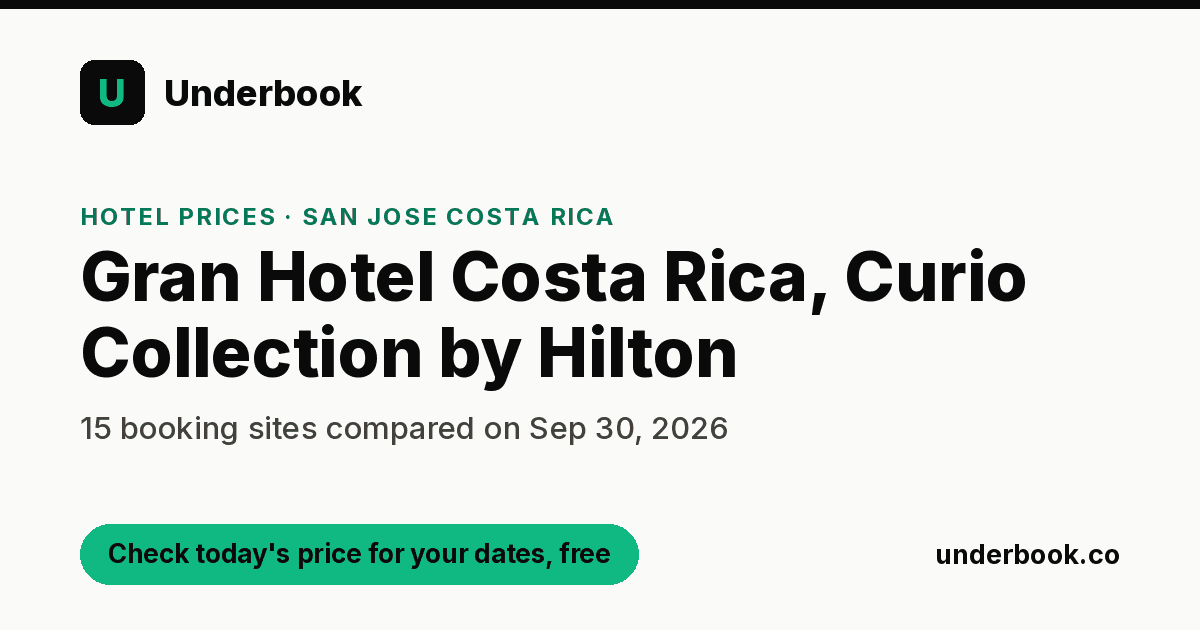 U Underbook
HOTEL PRICES · SAN JOSE COSTA RICA
Gran Hotel Costa Rica, Curio
Collection by Hilton
15 booking sites compared on Sep 30, 2026
Check today's price for your dates, free
underbook.co